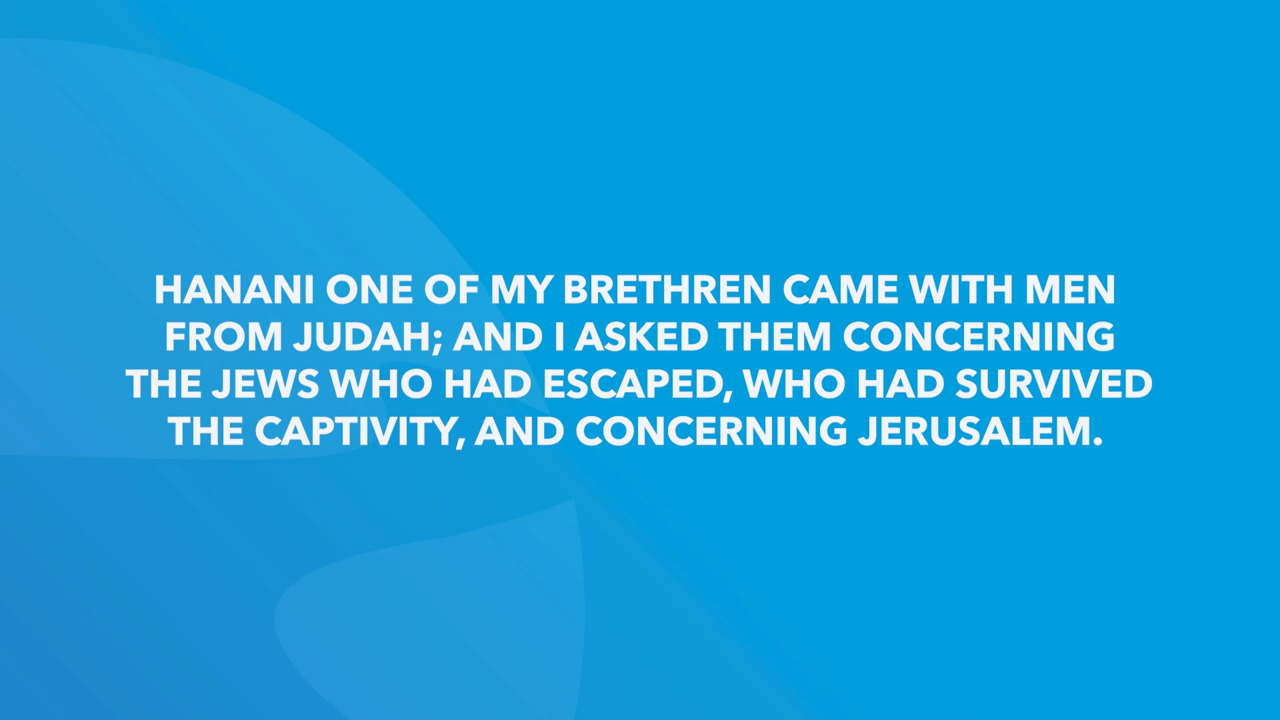 HANANI ONE OF MY BRETHREN CAME WITH MEN
FROM JUDAH; AND I ASKED THEM CONCERNING
THE JEWS WHO HAD ESCAPED, WHO HAD SURVIVED
THE CAPTIVITY, AND CONCERNING JERUSALEM.